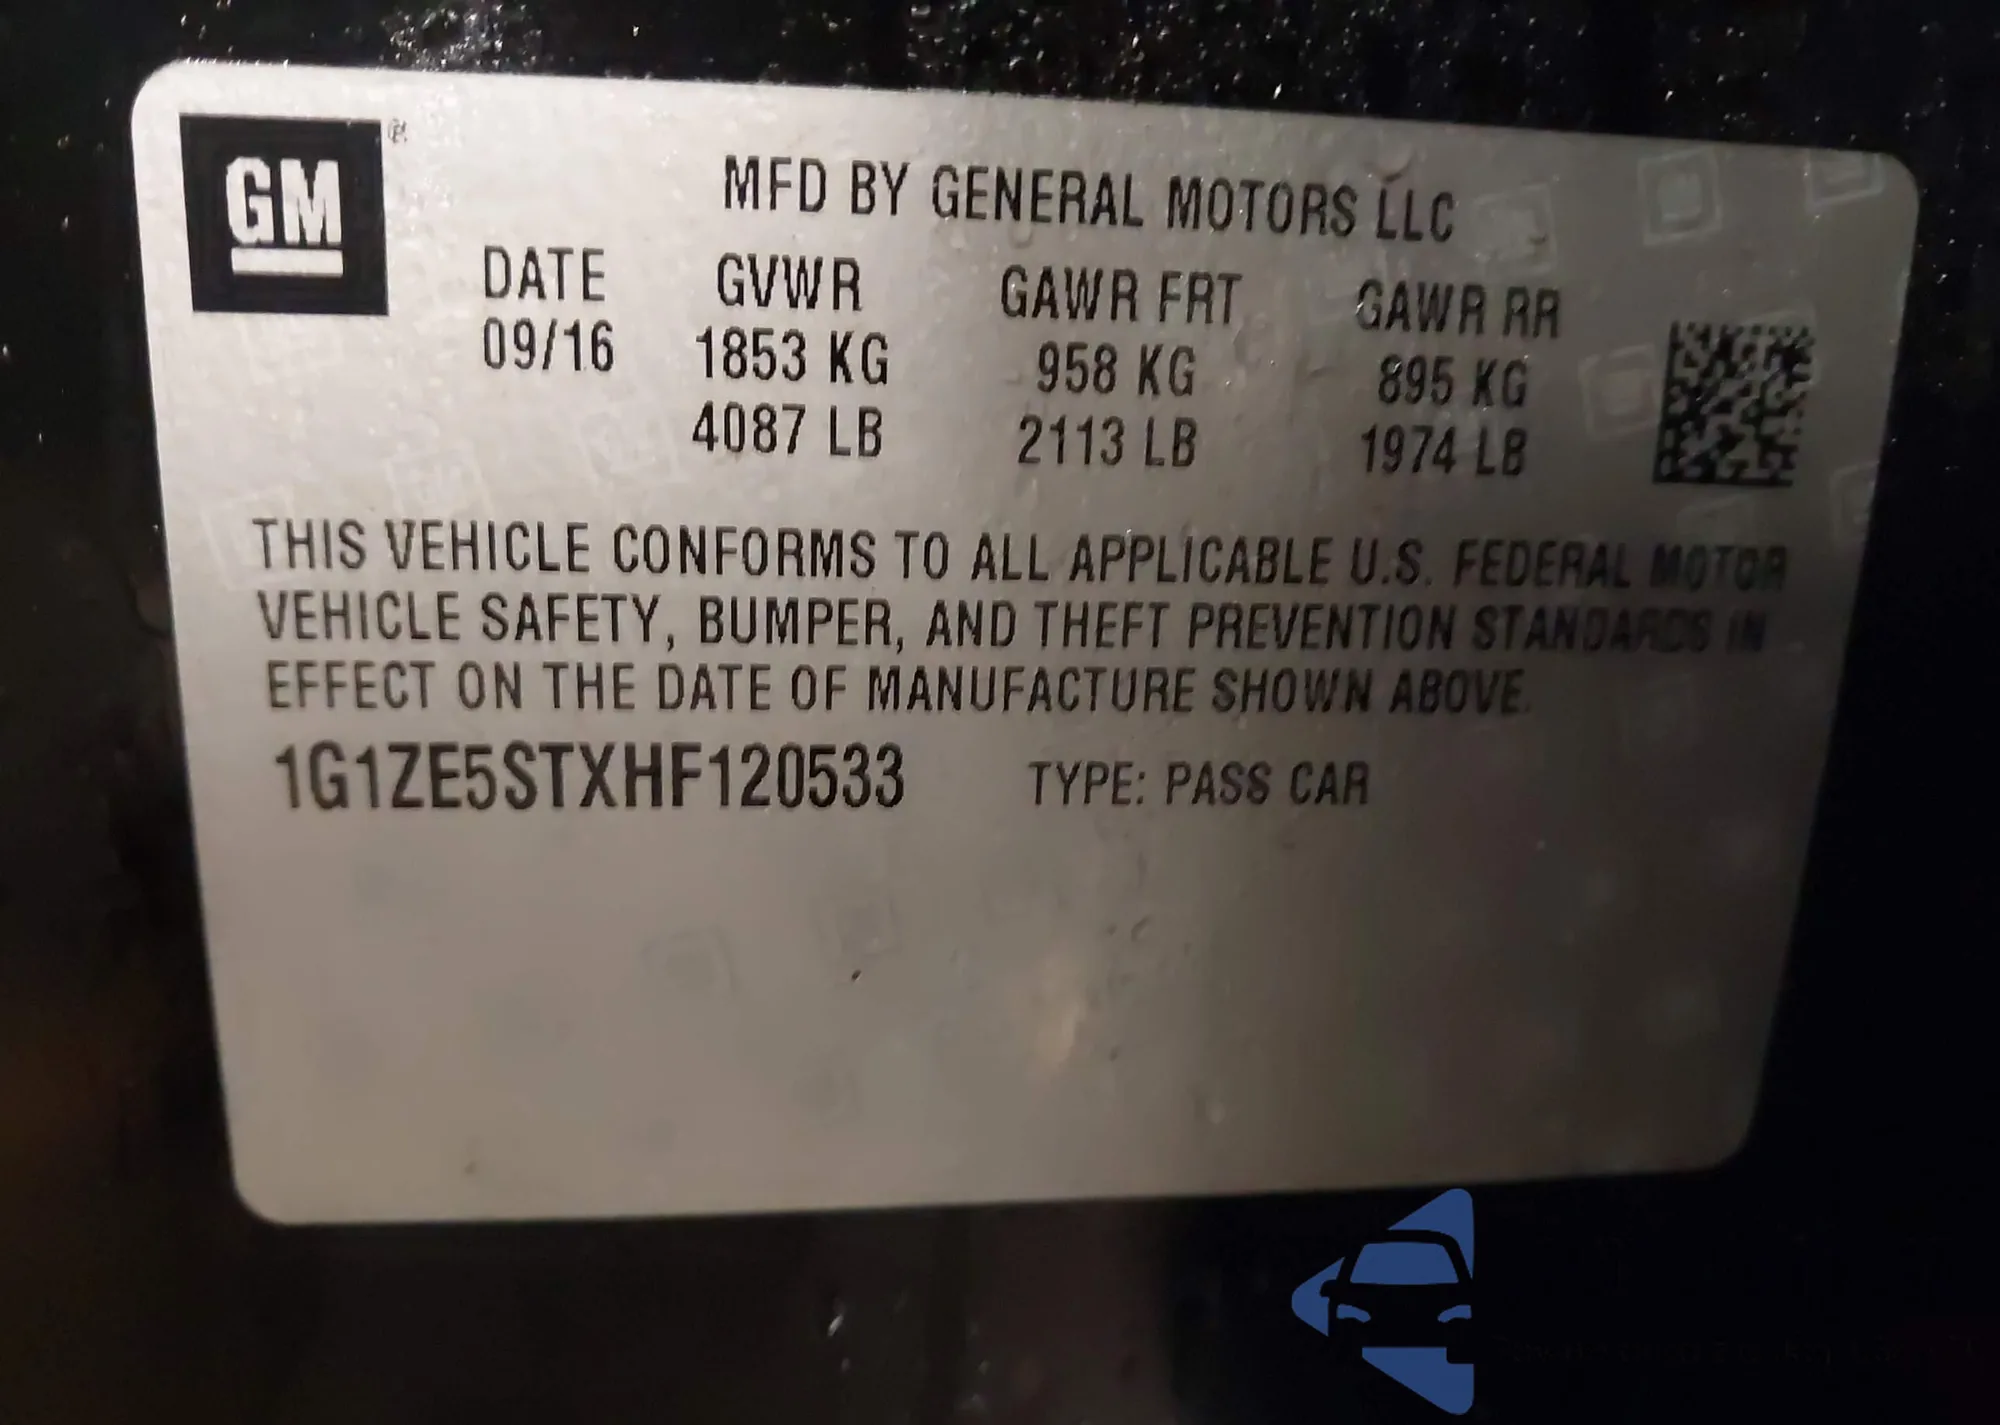 GM ®
MFD BY GENERAL MOTORS LLC
DATE GVWR GAWR FRT GAWR RR
09/16 1853 KG 958 KG 895 KG
4087 LB 2113 LB 1974 LB
THIS VEHICLE CONFORMS TO ALL APPLICABLE U.S. FEDERAL MOTOR
VEHICLE SAFETY, BUMPER, AND THEFT PREVENTION STANDARDS IN
EFFECT ON THE DATE OF MANUFACTURE SHOWN ABOVE.
1G1ZE5STXHF120533 TYPE: PASS CAR